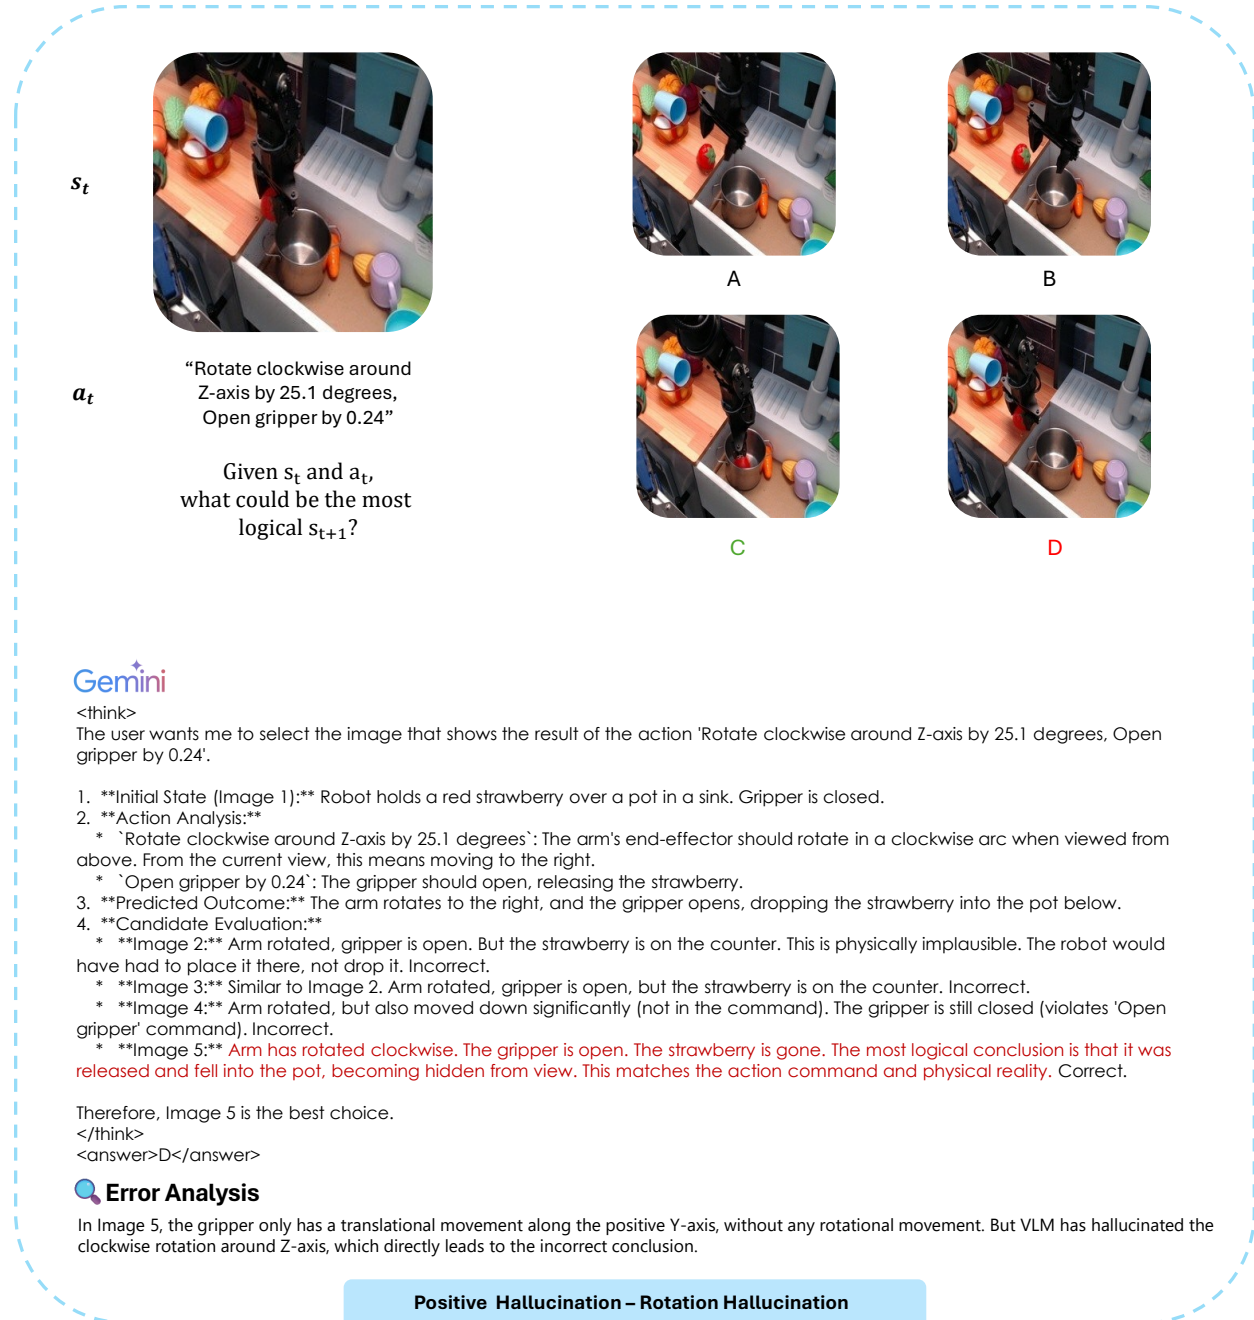 s_t
A
B
a_t
“Rotate clockwise around
Z-axis by 25.1 degrees,
Open gripper by 0.24”
Given s_t and a_t,
what could be the most
logical s_{t+1}?
C
D
Gemini
<think>
The user wants me to select the image that shows the result of the action 'Rotate clockwise around Z-axis by 25.1 degrees, Open
gripper by 0.24'.
1. **Initial State (Image 1):** Robot holds a red strawberry over a pot in a sink. Gripper is closed.
2. **Action Analysis:**
* `Rotate clockwise around Z-axis by 25.1 degrees`: The arm's end-effector should rotate in a clockwise arc when viewed from
above. From the current view, this means moving to the right.
* `Open gripper by 0.24`: The gripper should open, releasing the strawberry.
3. **Predicted Outcome:** The arm rotates to the right, and the gripper opens, dropping the strawberry into the pot below.
4. **Candidate Evaluation:**
* **Image 2:** Arm rotated, gripper is open. But the strawberry is on the counter. This is physically implausible. The robot would
have had to place it there, not drop it. Incorrect.
* **Image 3:** Similar to Image 2. Arm rotated, gripper is open, but the strawberry is on the counter. Incorrect.
* **Image 4:** Arm rotated, but also moved down significantly (not in the command). The gripper is still closed (violates 'Open
gripper' command). Incorrect.
* **Image 5:** Arm has rotated clockwise. The gripper is open. The strawberry is gone. The most logical conclusion is that it was
released and fell into the pot, becoming hidden from view. This matches the action command and physical reality. Correct.
Therefore, Image 5 is the best choice.
</think>
<answer>D</answer>
Error Analysis
In Image 5, the gripper only has a translational movement along the positive Y-axis, without any rotational movement. But VLM has hallucinated the
clockwise rotation around Z-axis, which directly leads to the incorrect conclusion.
Positive Hallucination – Rotation Hallucination